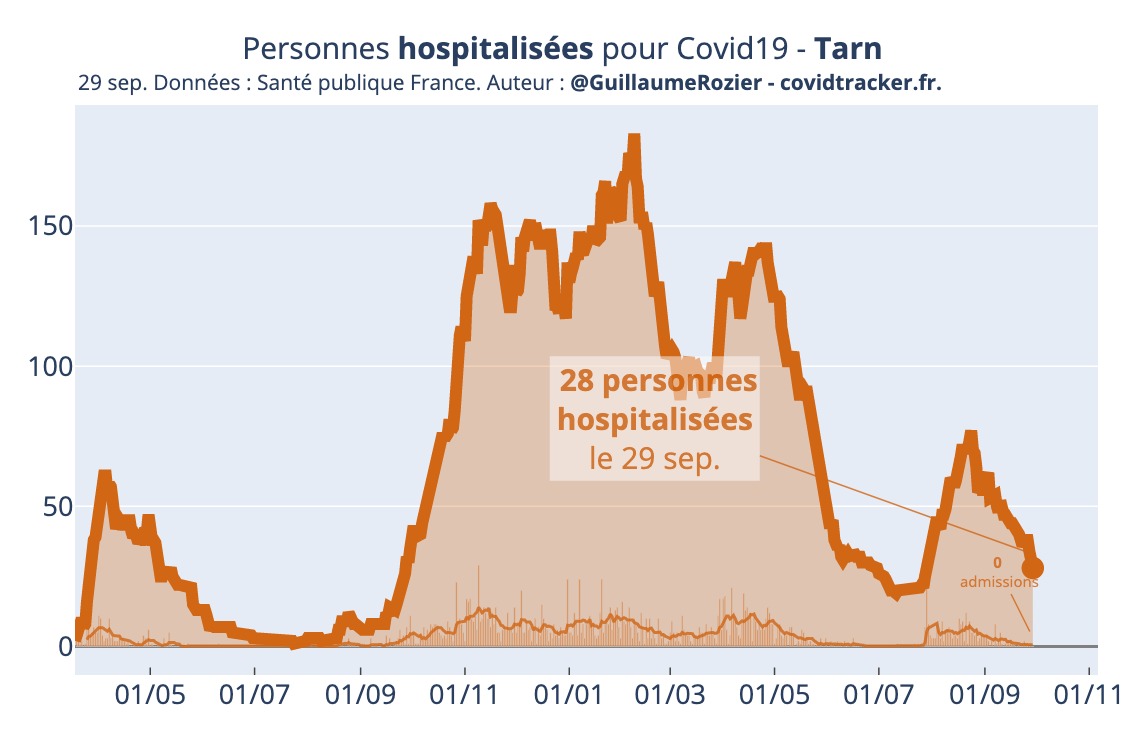 Personnes hospitalisées pour Covid19 - Tarn
29 sep. Données : Santé publique France. Auteur : @GuillaumeRozier - covidtracker.fr.
150
100
50
0
28 personnes
hospitalisées
le 29 sep.
0
admissions
01/05 01/07 01/09 01/11 01/01 01/03 01/05 01/07 01/09 01/11